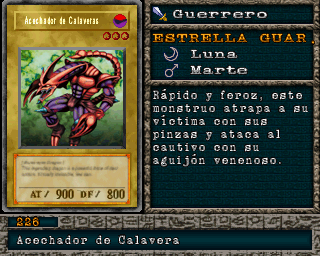 Acechador de Calaveras
AT/ 900 DF/ 800
Guerrero
ESTRELLA GUAR.
Luna
Marte
Rápido y feroz, este
monstruo atrapa a su
víctima con sus
pinzas y ataca al
cautivo con su
aguijón venenoso.
226
Acechador de Calavera